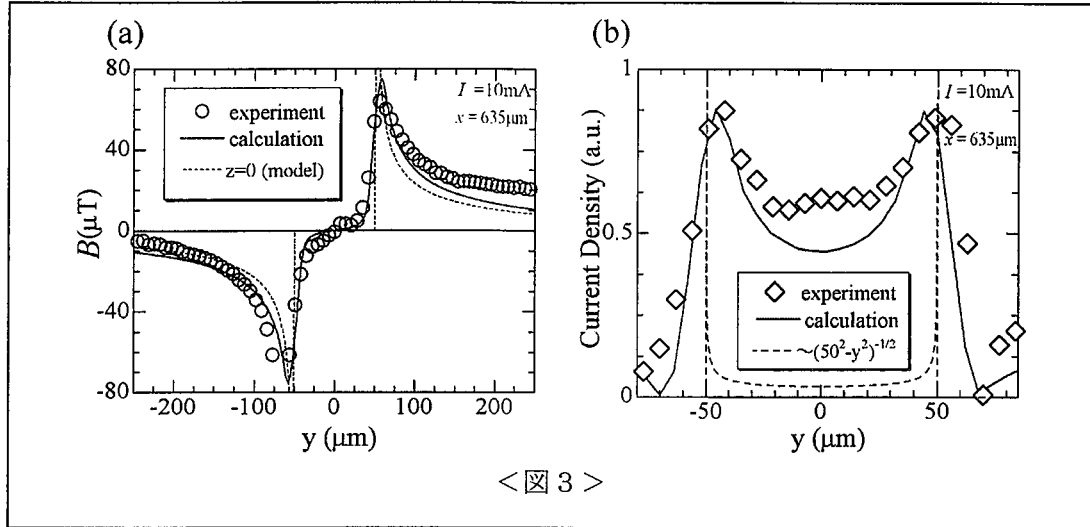 (a)
80
40
0
-40
-80
B(μT)
I =10mA
x = 635μm
experiment
calculation
z=0 (model)
-200
-100
0
100
200
y (μm)
(b)
1
0.5
0
Current Density (a.u.)
I =10mA
x = 635μm
experiment
calculation
~(50²-y²)⁻¹/²
-50
0
50
y (μm)
<図3>